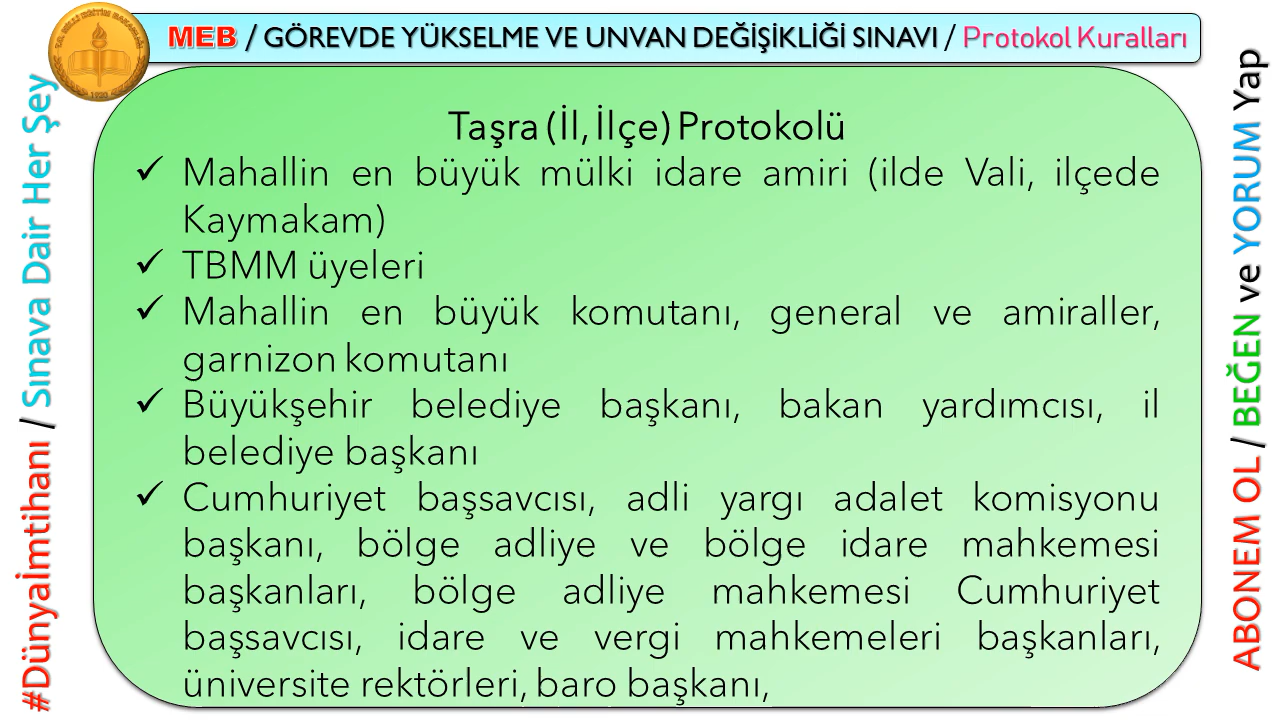 MEB / GÖREVDE YÜKSELME VE UNVAN DEĞİŞİKLİĞİ SINAVI / Protokol Kuralları
#Dünyaİmtihanı / Sınava Dair Her Şey
Taşra (İl, İlçe) Protokolü
✓ Mahallin en büyük mülki idare amiri (ilde Vali, ilçede
Kaymakam)
✓ TBMM üyeleri
✓ Mahallin en büyük komutanı, general ve amiraller,
garnizon komutanı
✓ Büyükşehir belediye başkanı, bakan yardımcısı, il
belediye başkanı
✓ Cumhuriyet başsavcısı, adli yargı adalet komisyonu
başkanı, bölge adliye ve bölge idare mahkemesi
başkanları, bölge adliye mahkemesi Cumhuriyet
başsavcısı, idare ve vergi mahkemeleri başkanları,
üniversite rektörleri, baro başkanı,
ABONEM OL / BEĞEN ve YORUM Yap